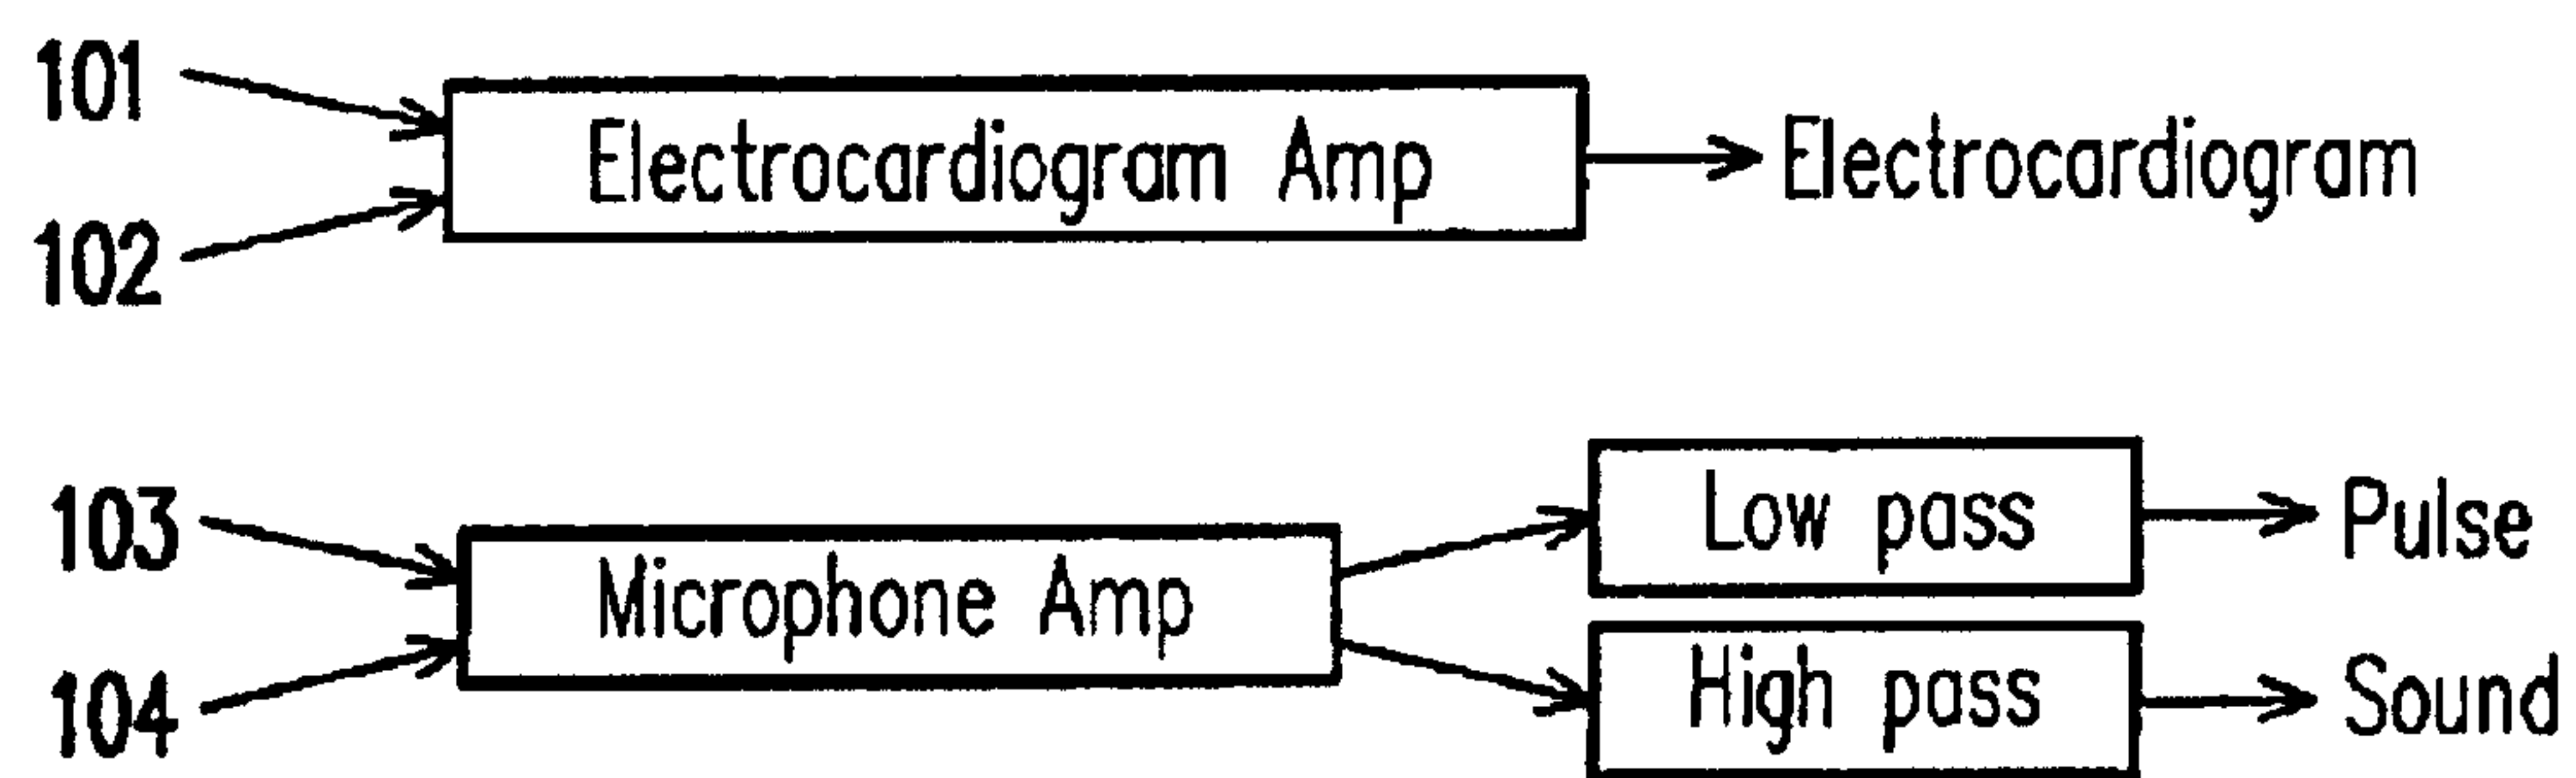 101
Electrocardiogram Amp
Electrocardiogram
102
103
Low pass
Pulse
Microphone Amp
104
High pass
Sound